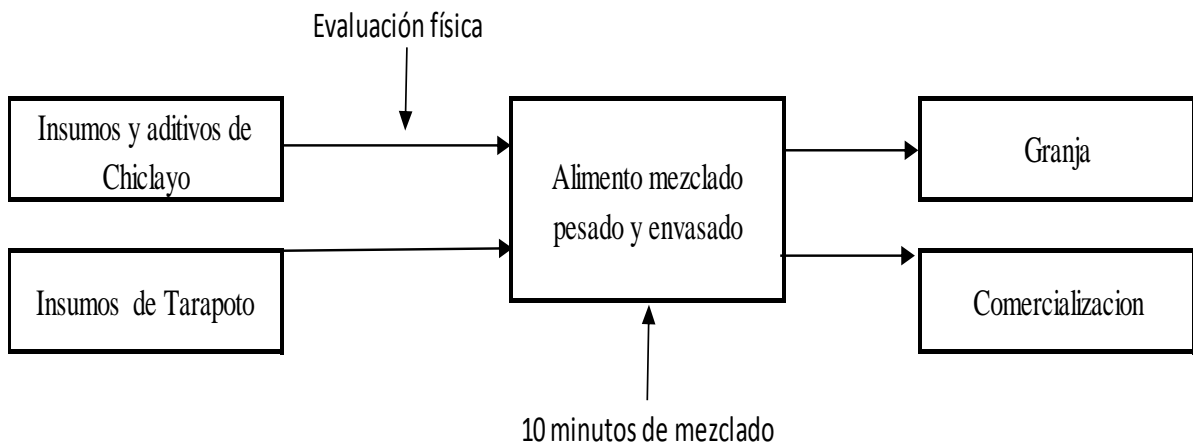 Evaluación física
Insumos y aditivos de
Chiclayo
Insumos de Tarapoto
Alimento mezclado
pesado y envasado
Granja
Comercializacion
10 minutos de mezclado